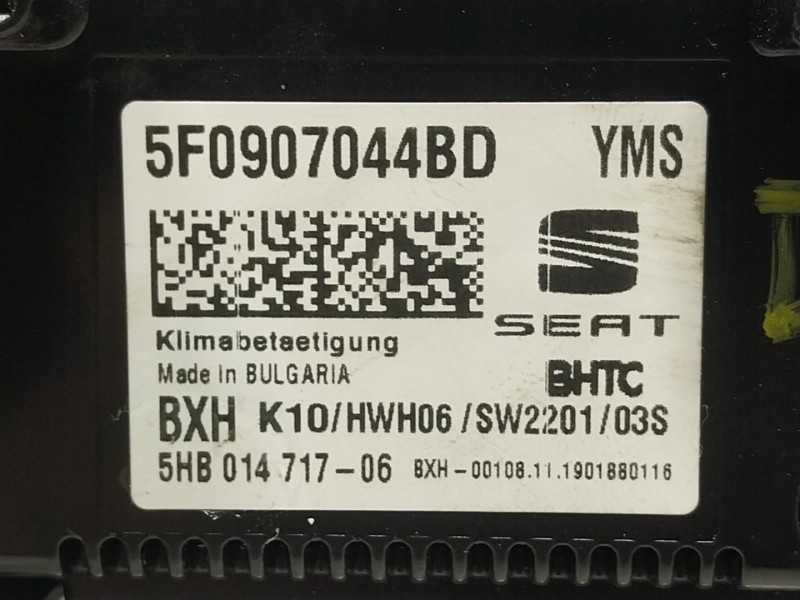 5F0907044BD YMS
SEAT
Klimabetaetigung
Made in BULGARIA BHTC
BXH K10/HWH06/SW2201/03S
5HB 014 717-06 BXH-00108.11.1901880116